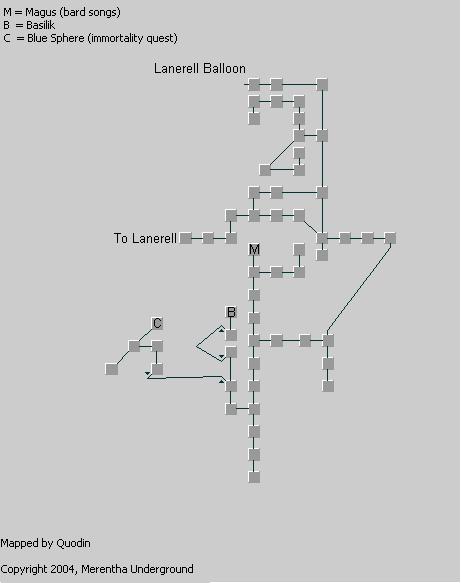 M = Magus (bard songs)
B = Basilik
C = Blue Sphere (immortality quest)
Lanerell Balloon
To Lanerell
M
B
C
Mapped by Quodin
Copyright 2004, Merentha Underground